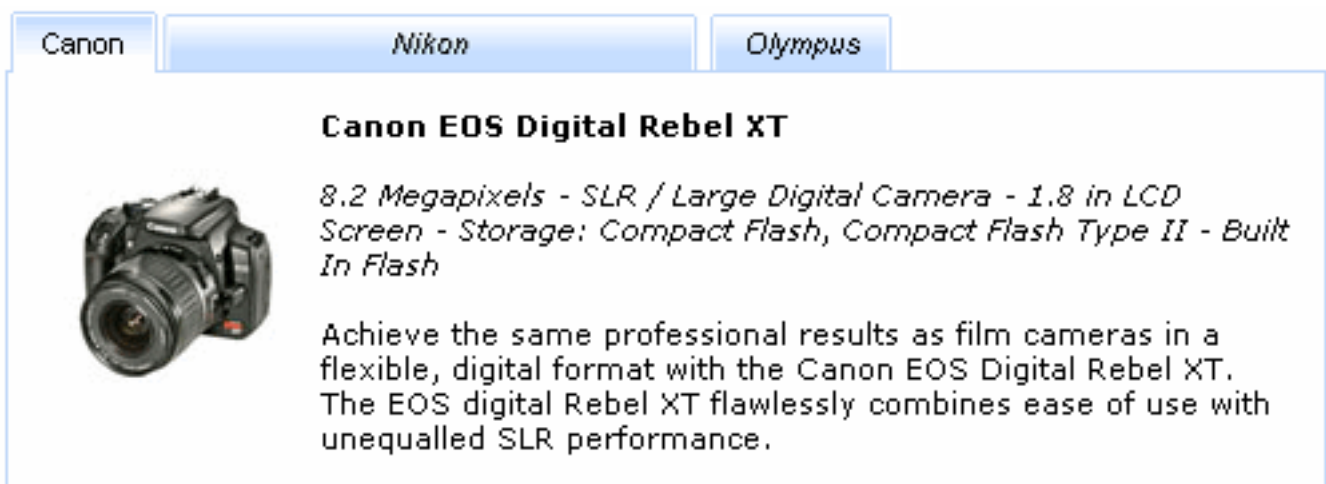 Canon Nikon Olympus
Canon EOS Digital Rebel XT
8.2 Megapixels - SLR / Large Digital Camera - 1.8 in LCD
Screen - Storage: Compact Flash, Compact Flash Type II - Built
In Flash
Achieve the same professional results as film cameras in a
flexible, digital format with the Canon EOS Digital Rebel XT.
The EOS digital Rebel XT flawlessly combines ease of use with
unequalled SLR performance.